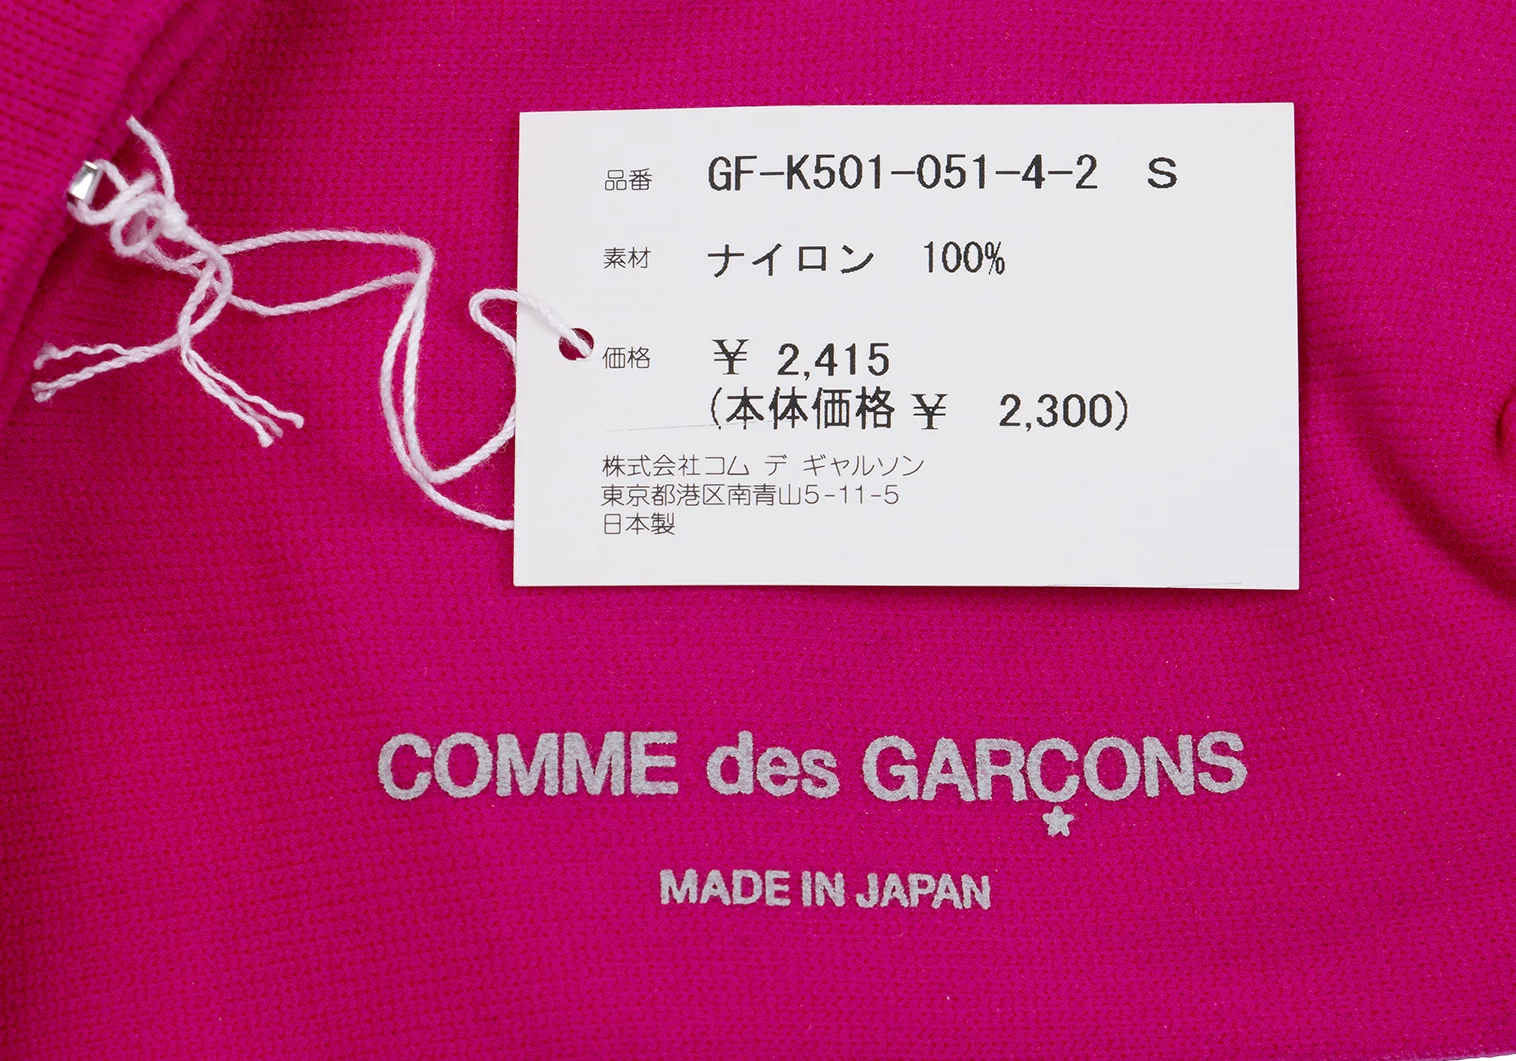 品番 GF-K501-051-4-2 S
素材 ナイロン 100%
価格 ¥ 2,415
(本体価格 ¥ 2,300)
株式会社コム デ ギャルソン
東京都港区南青山5-11-5
日本製
COMME des GARÇONS
MADE IN JAPAN